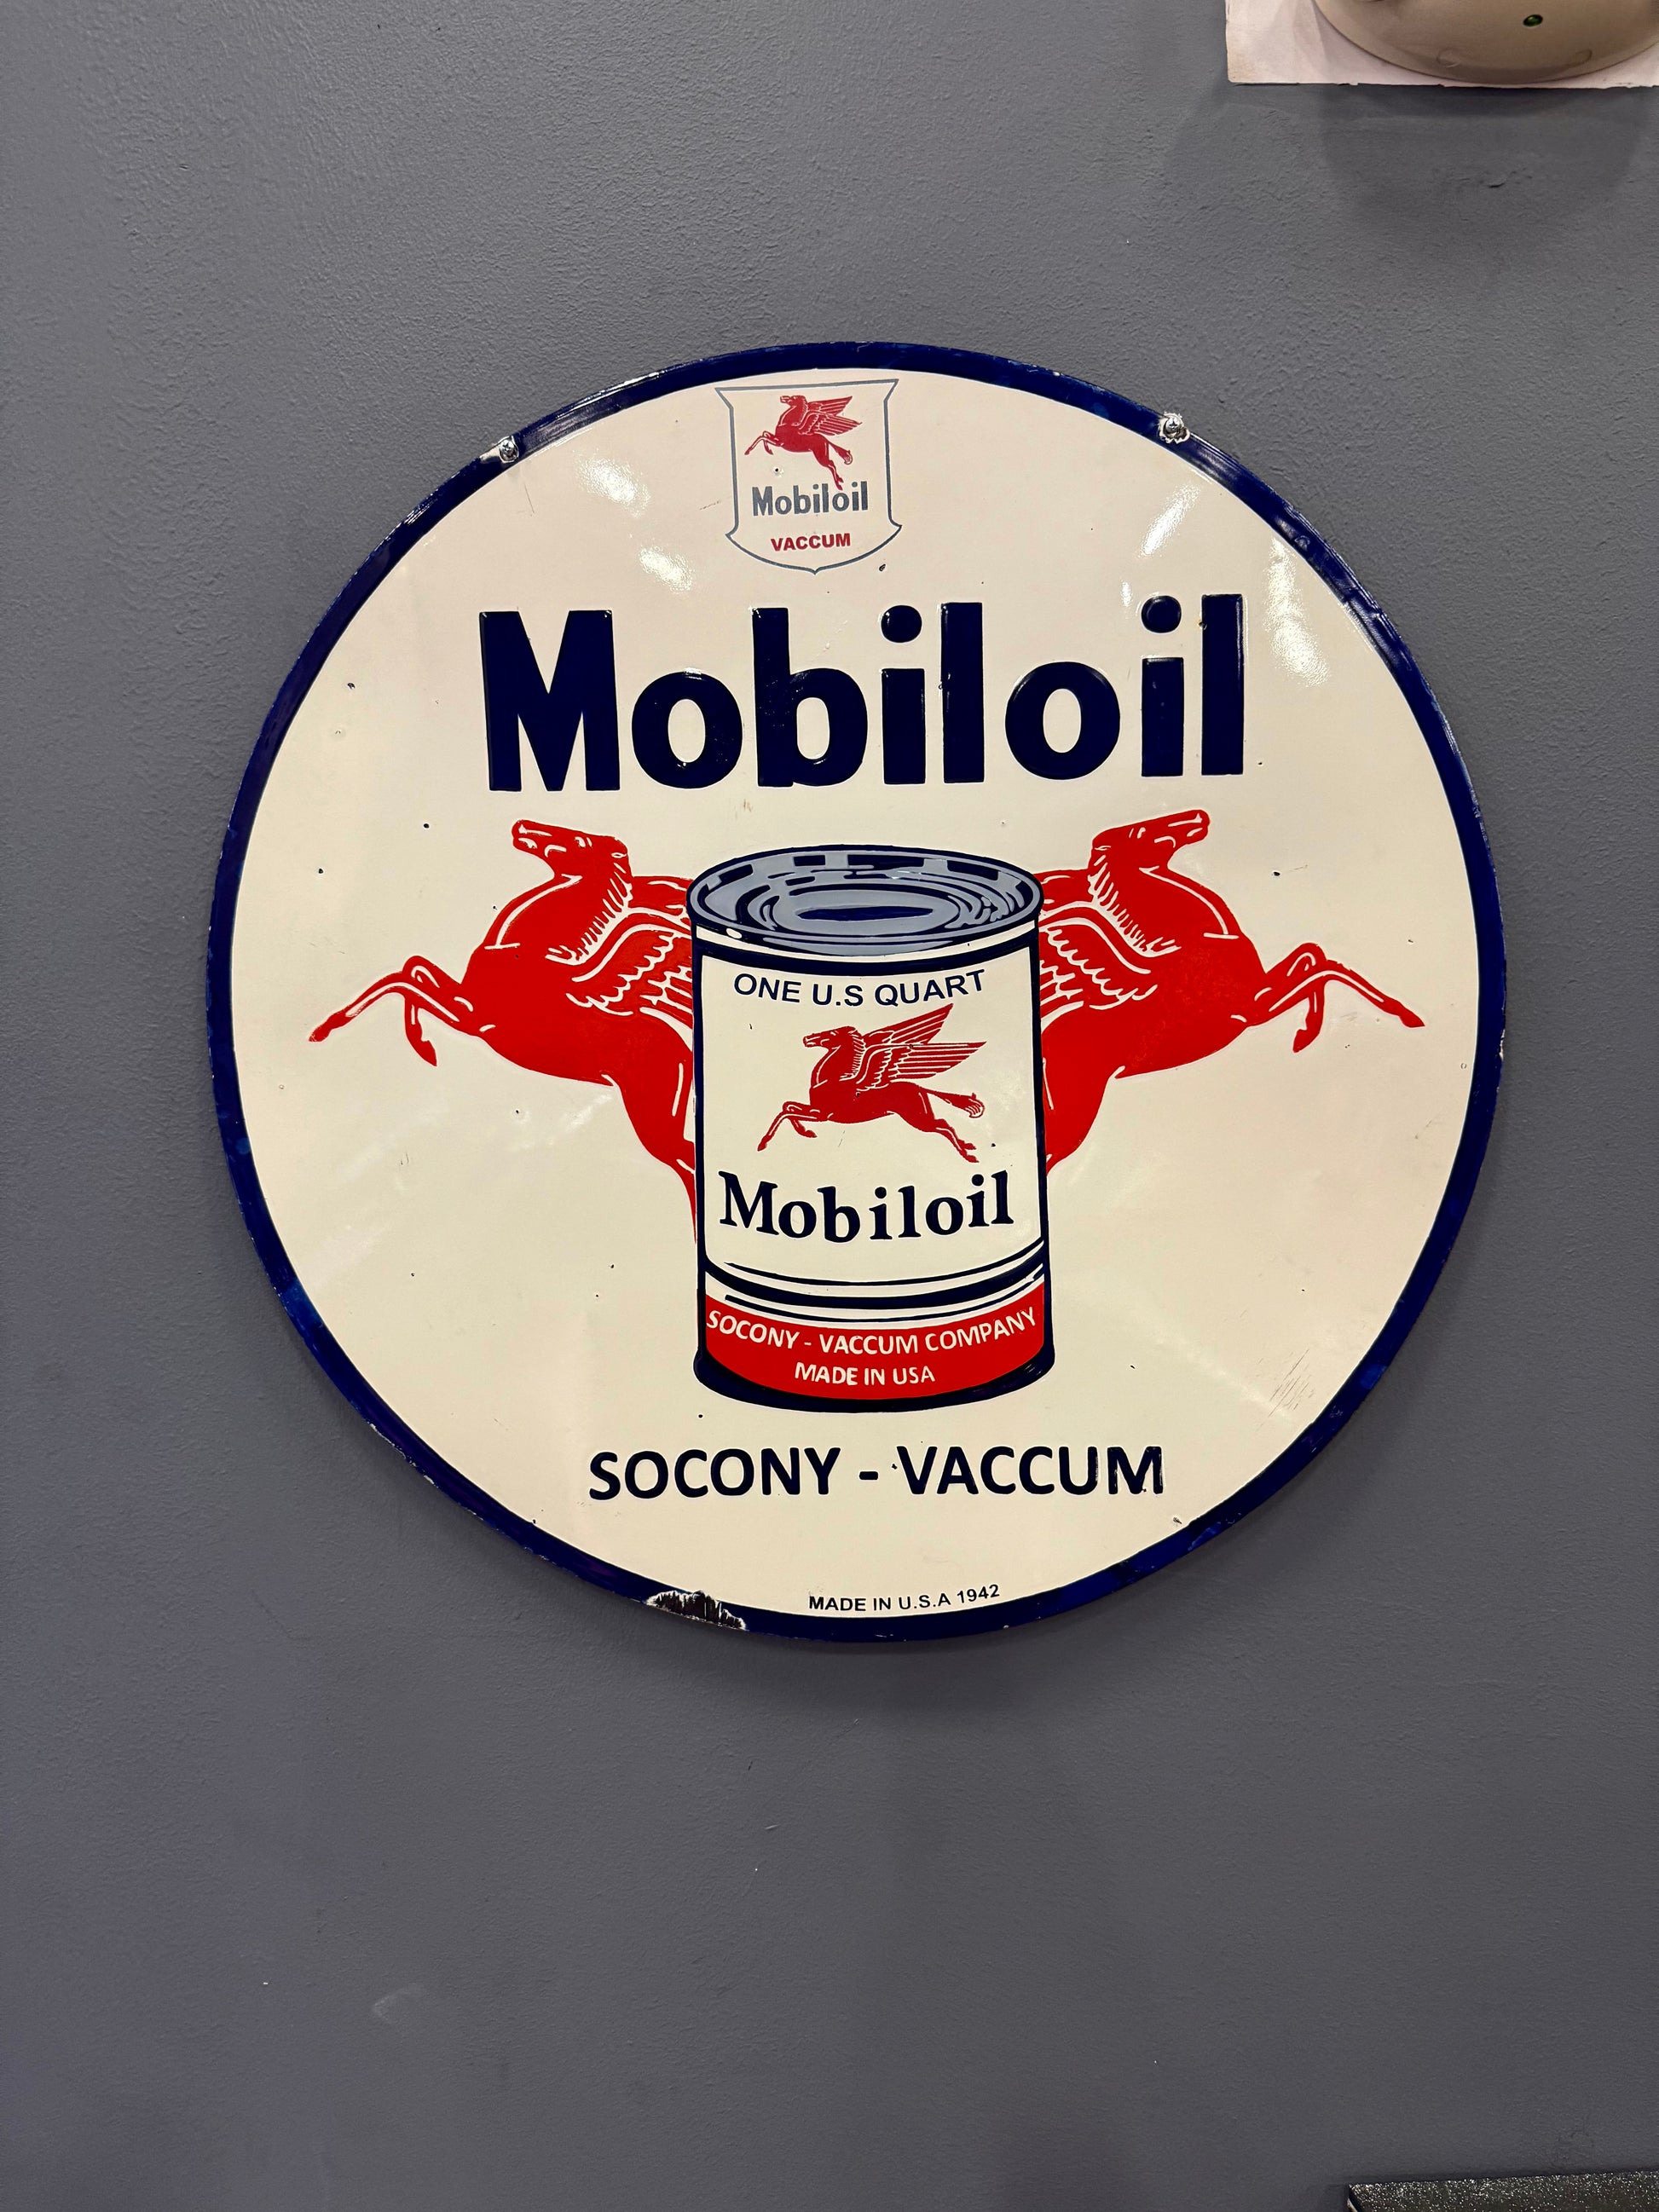 Mobiloil
VACCUM
Mobiloil
ONE U.S QUART
Mobiloil
SOCONY - VACCUM COMPANY
MADE IN USA
SOCONY - VACCUM
MADE IN U.S.A 1942